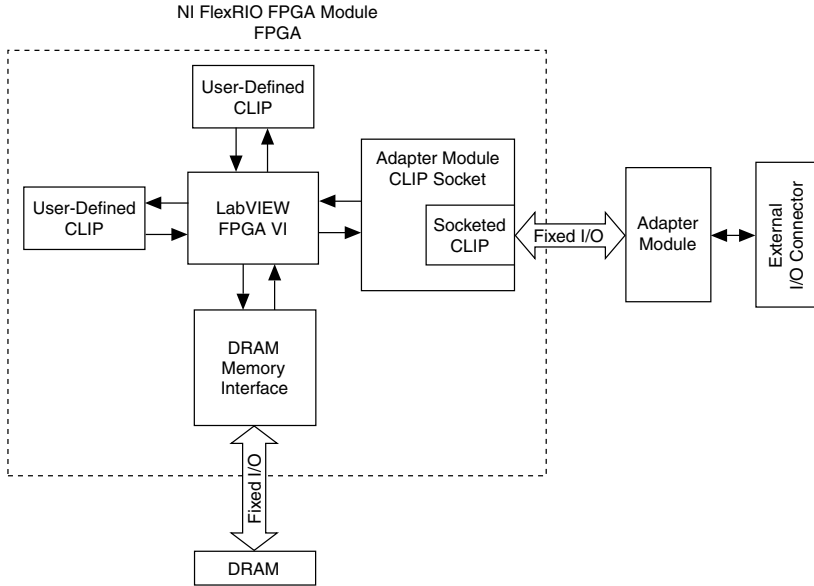 NI FlexRIO FPGA Module
FPGA
User-Defined
CLIP
User-Defined
CLIP
LabVIEW
FPGA VI
Adapter Module
CLIP Socket
Socketed
CLIP
Fixed I/O
Adapter
Module
External
I/O Connector
DRAM
Memory
Interface
Fixed I/O
DRAM